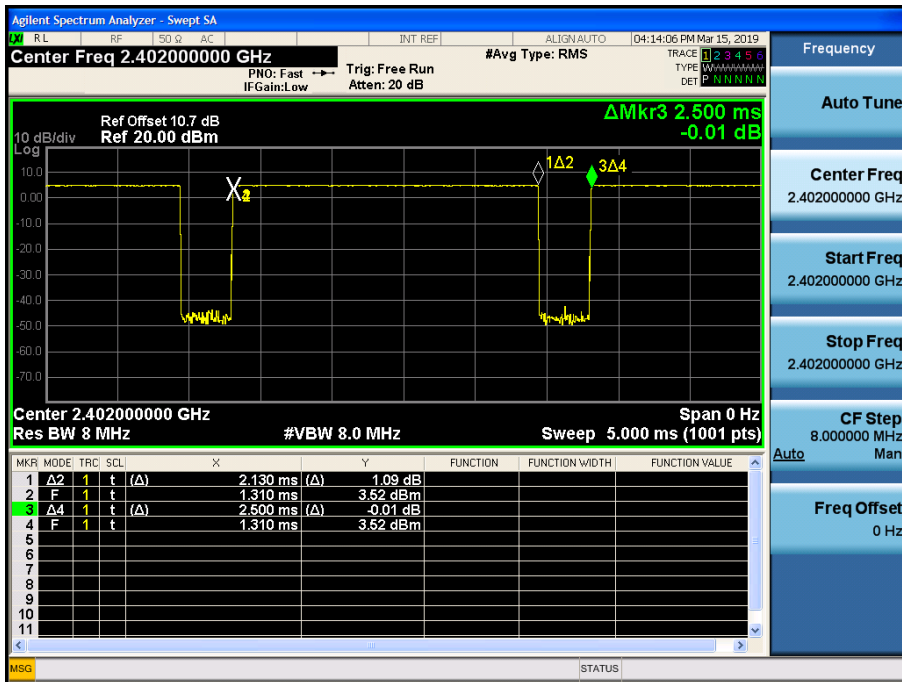 Agilent Spectrum Analyzer - Swept SA
LXI RL RF 50 Ω AC INT REF ALIGNAUTO 04:14:06 PM Mar 15, 2019
Center Freq 2.402000000 GHz #Avg Type: RMS TRACE 1 2 3 4 5 6
PNO: Fast Trig: Free Run TYPE WWWWWW
IFGain:Low Atten: 20 dB DET P N N N N N
ΔMkr3 2.500 ms
-0.01 dB
Ref Offset 10.7 dB
10 dB/div Ref 20.00 dBm
Log
10.0
0.00
-10.0
-20.0
-30.0
-40.0
-50.0
-60.0
-70.0
1Δ2
3Δ4
Center 2.402000000 GHz Span 0 Hz
Res BW 8 MHz #VBW 8.0 MHz Sweep 5.000 ms (1001 pts)
MKR MODE TRC SCL X Y FUNCTION FUNCTION WIDTH FUNCTION VALUE
1 Δ2 1 t (Δ) 2.130 ms (Δ) 1.09 dB
2 F 1 t 1.310 ms 3.52 dBm
3 Δ4 1 t (Δ) 2.500 ms (Δ) -0.01 dB
4 F 1 t 1.310 ms 3.52 dBm
5
6
7
8
9
10
11
MSG STATUS
Frequency
Auto Tune
Center Freq
2.402000000 GHz
Start Freq
2.402000000 GHz
Stop Freq
2.402000000 GHz
CF Step
8.000000 MHz
Auto Man
Freq Offset
0 Hz